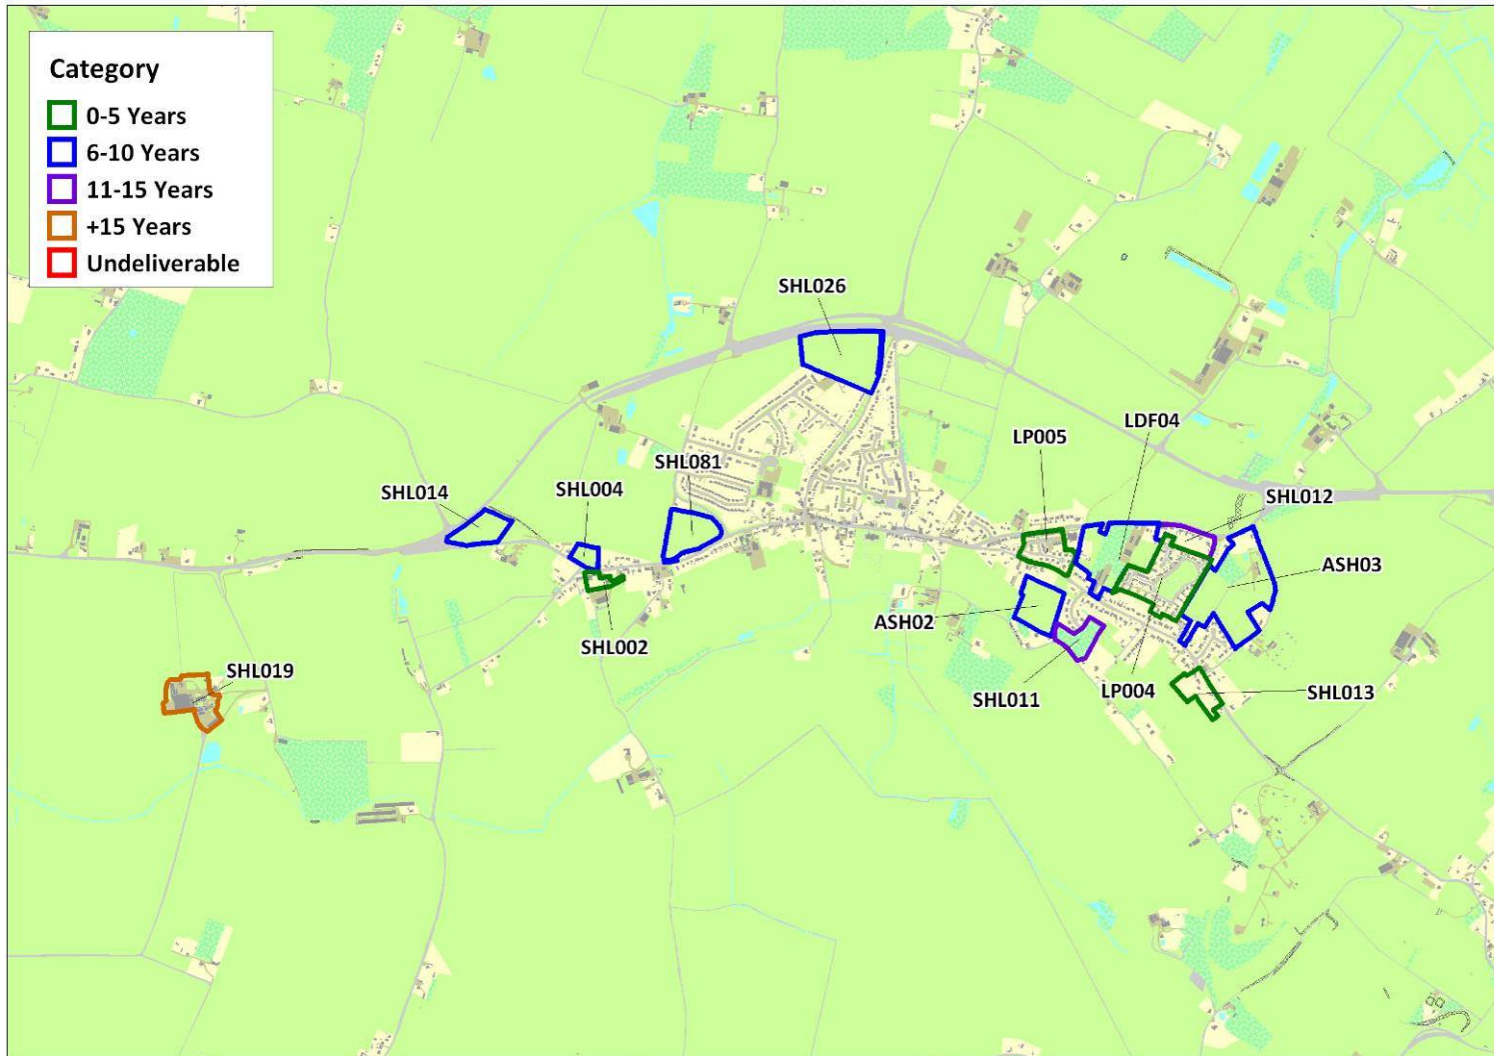 Category
0-5 Years
6-10 Years
11-15 Years
+15 Years
Undeliverable
SHL026
LDF04
LP005
SHL081
SHL004
SHL014
SHL012
ASH03
ASH02
SHL002
SHL019
SHL011
LP004
SHL013